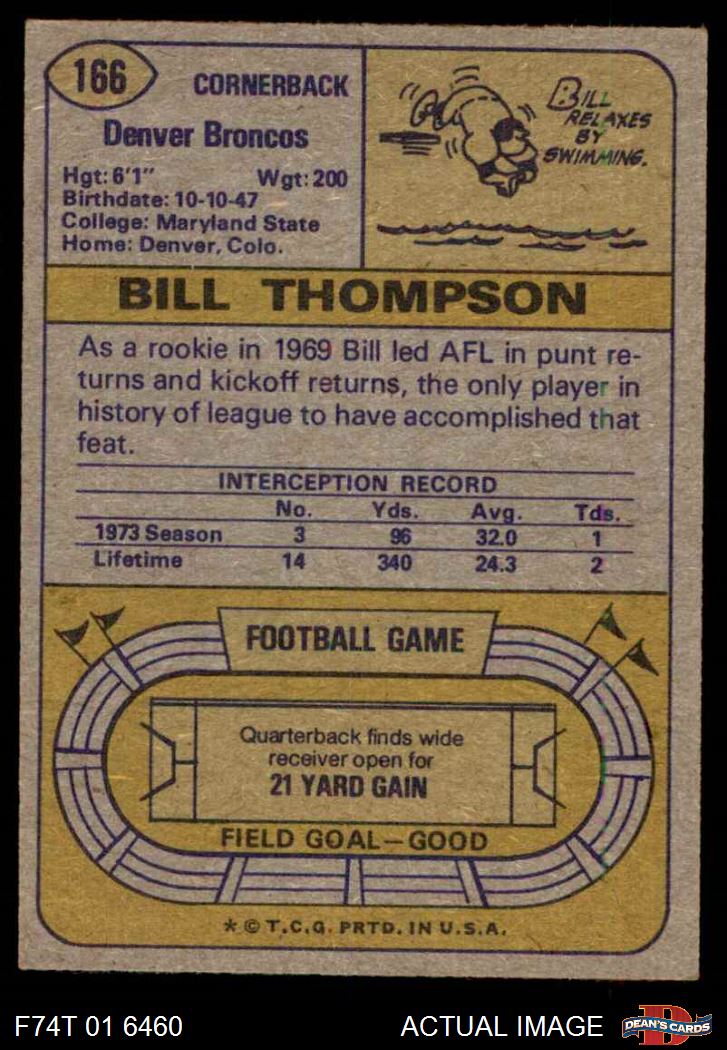 166
CORNERBACK
Denver Broncos
Hgt: 6'1" Wgt: 200
Birthdate: 10-10-47
College: Maryland State
Home: Denver, Colo.
BILL
RELAXES
BY
SWIMMING.
BILL THOMPSON
As a rookie in 1969 Bill led AFL in punt re-
turns and kickoff returns, the only player in
history of league to have accomplished that
feat.
INTERCEPTION RECORD
No. Yds. Avg. Tds.
1973 Season 3 96 32.0 1
Lifetime 14 340 24.3 2
FOOTBALL GAME
Quarterback finds wide
receiver open for
21 YARD GAIN
FIELD GOAL—GOOD
* © T.C.G. PRTD. IN U.S.A.
F74T 01 6460 ACTUAL IMAGE
D
DEAN'S CARDS